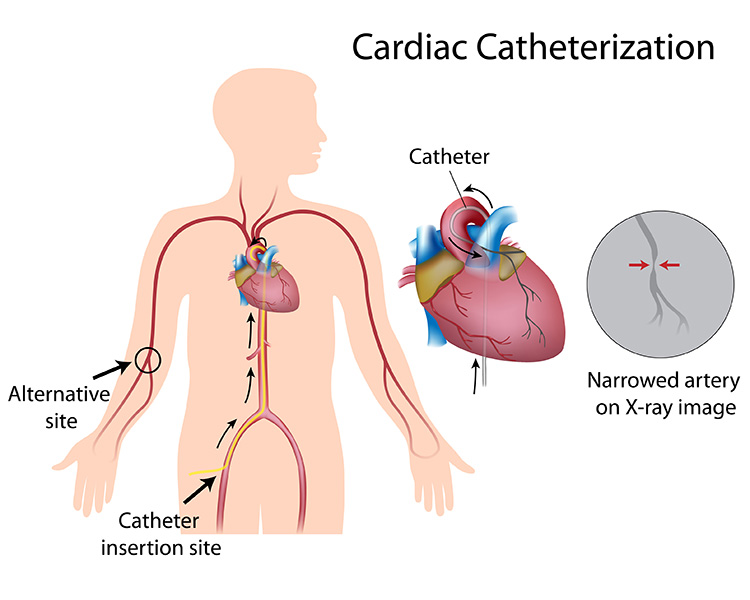 Cardiac Catheterization
Catheter
Alternative
site
Narrowed artery
on X-ray image
Catheter
insertion site